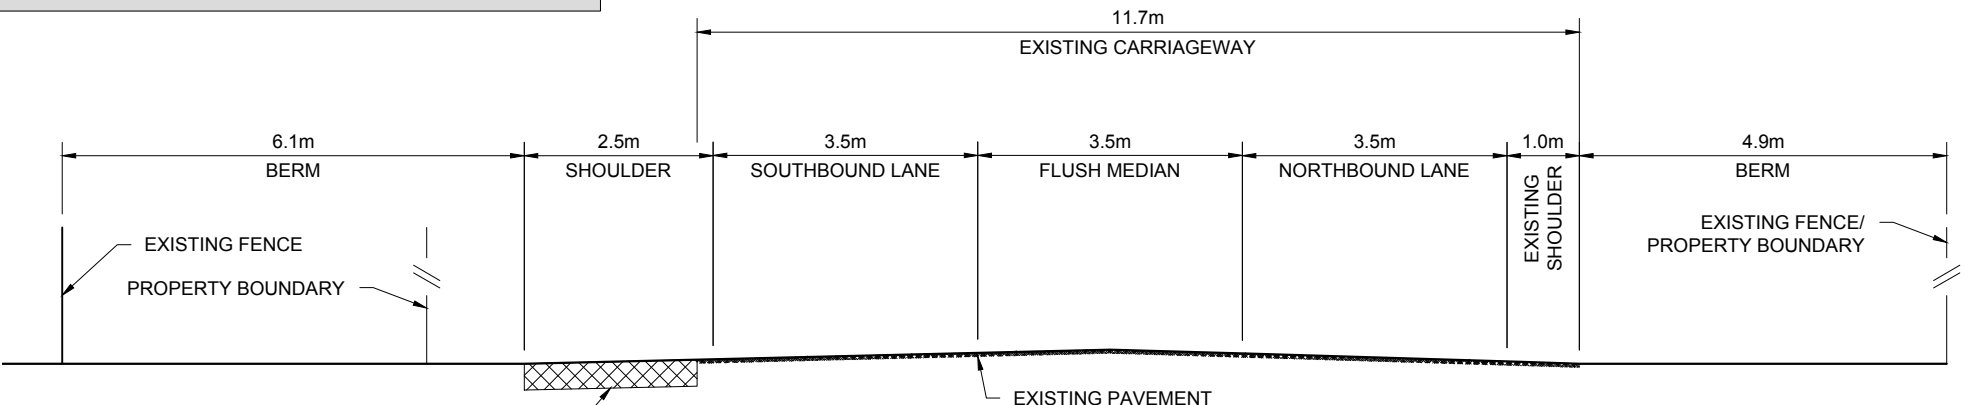 11.7m
EXISTING CARRIAGEWAY
6.1m
BERM
2.5m
SHOULDER
3.5m
SOUTHBOUND LANE
3.5m
FLUSH MEDIAN
3.5m
NORTHBOUND LANE
1.0m
EXISTING
SHOULDER
4.9m
BERM
EXISTING FENCE
PROPERTY BOUNDARY
EXISTING FENCE/
PROPERTY BOUNDARY
EXISTING PAVEMENT